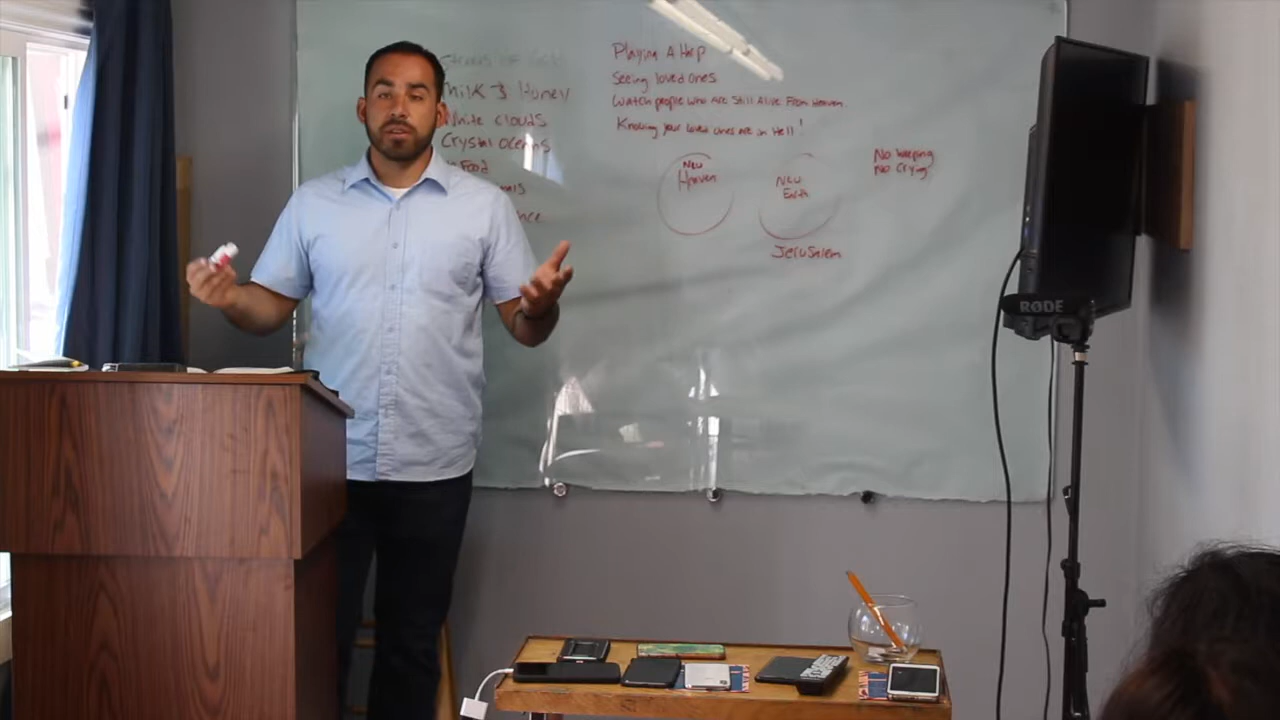 Milk & Honey
White clouds
Crystal Oceans
Food
Playing A Harp
Seeing loved ones
Watch people who Are Still Alive From Heaven.
Knowing your loved ones Are in Hell!
New
Heaven
New
Earth
Jerusalem
No Weeping
No Crying
RØDE